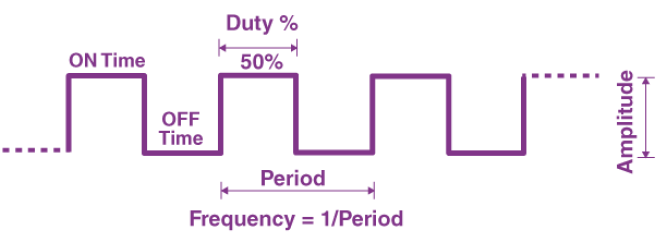 Duty %
ON Time
50%
OFF
Time
Amplitude
Period
Frequency = 1/Period